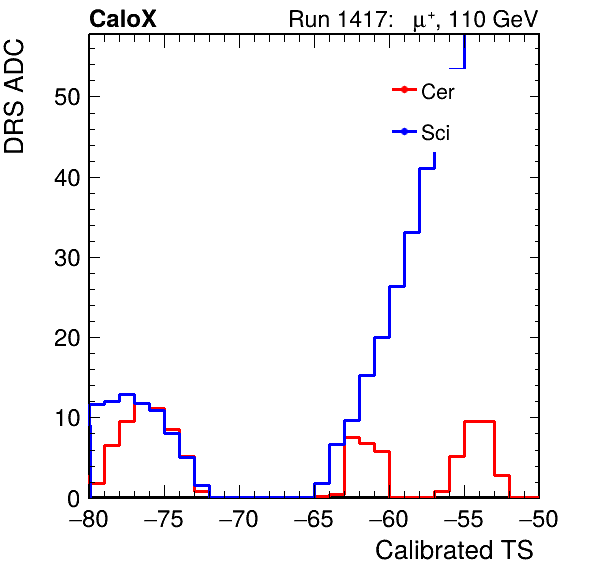 CaloX Run 1417: μ⁺, 110 GeV
DRS ADC
50
40
30
20
10
0
Cer
Sci
−80 −75 −70 −65 −60 −55 −50
Calibrated TS